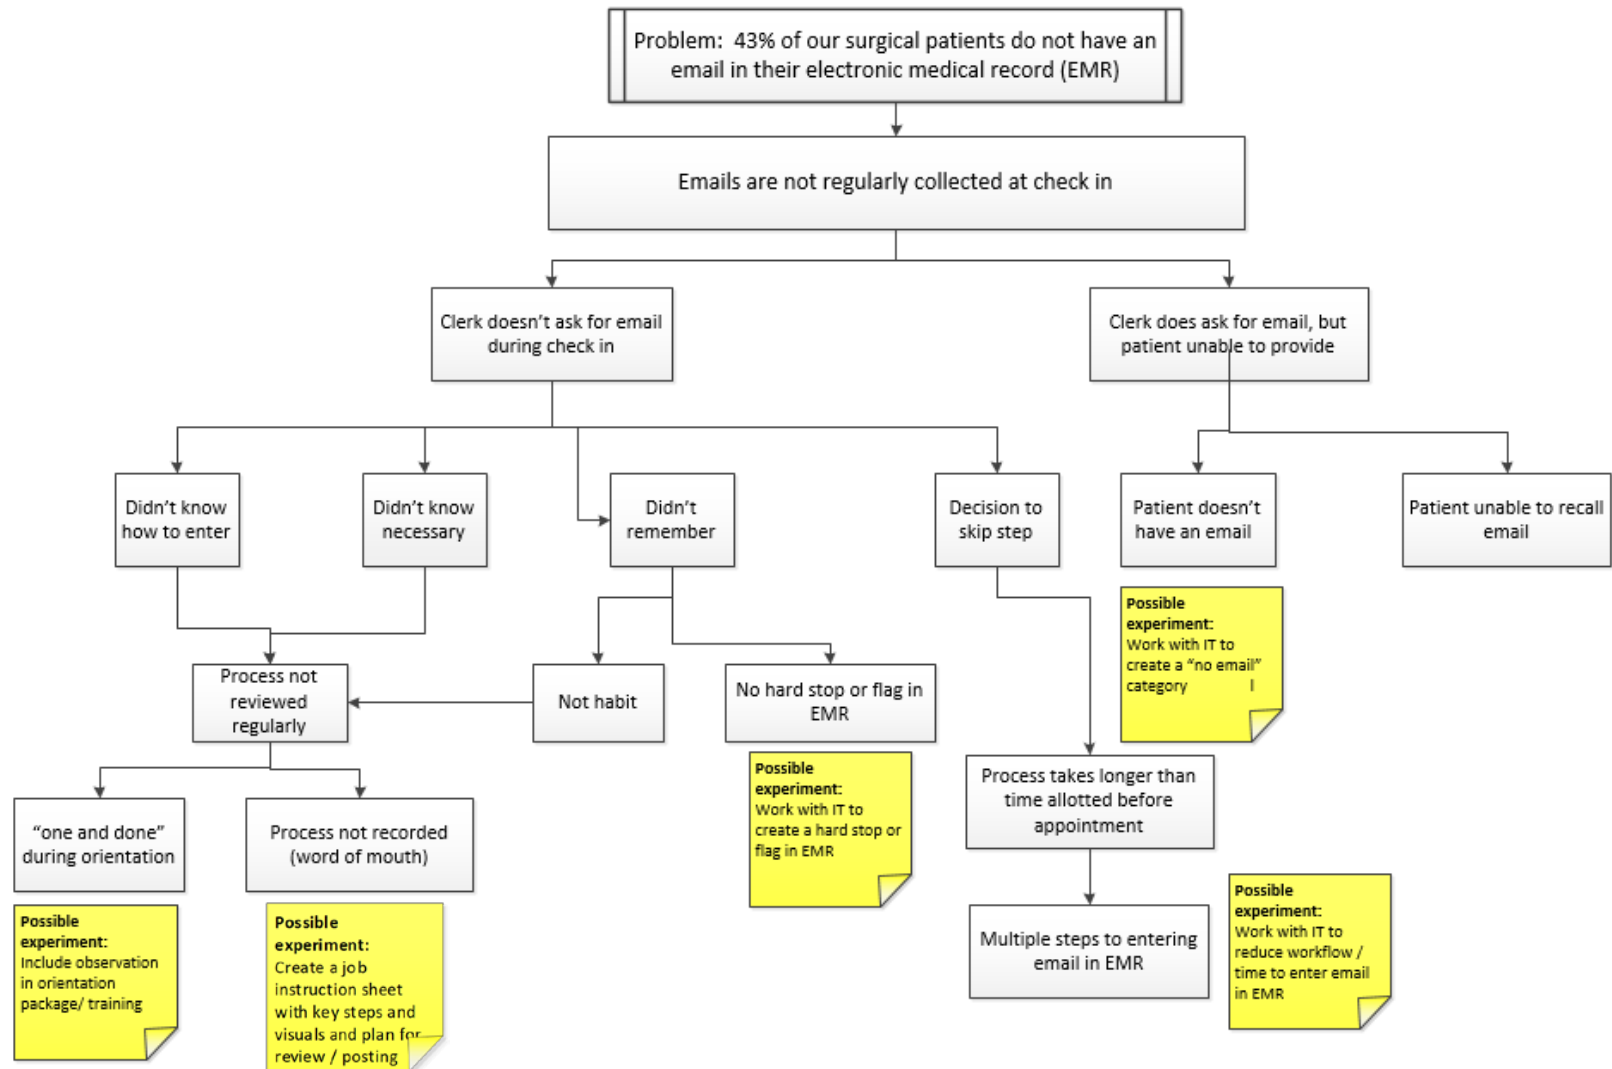 Problem:  43% of our surgical patients do not have an
email in their electronic medical record (EMR)
Emails are not regularly collected at check in
Clerk doesn’t ask for email
during check in
Clerk does ask for email, but
patient unable to provide
Didn’t know
how to enter
Didn’t know
necessary
Didn’t
remember
Decision to
skip step
Patient doesn’t
have an email
Patient unable to recall
email
Possible
experiment:
Work with IT to
create a “no email”
category
Process not
reviewed
regularly
Not habit
No hard stop or flag in
EMR
Possible
experiment:
Work with IT to
create a hard stop or
flag in EMR
Process takes longer than
time allotted before
appointment
“one and done”
during orientation
Process not recorded
(word of mouth)
Possible
experiment:
Include observation
in orientation
package/ training
Possible
experiment:
Create a job
instruction sheet
with key steps and
visuals and plan for
review / posting
Multiple steps to entering
email in EMR
Possible
experiment:
Work with IT to
reduce workflow /
time to enter email
in EMR